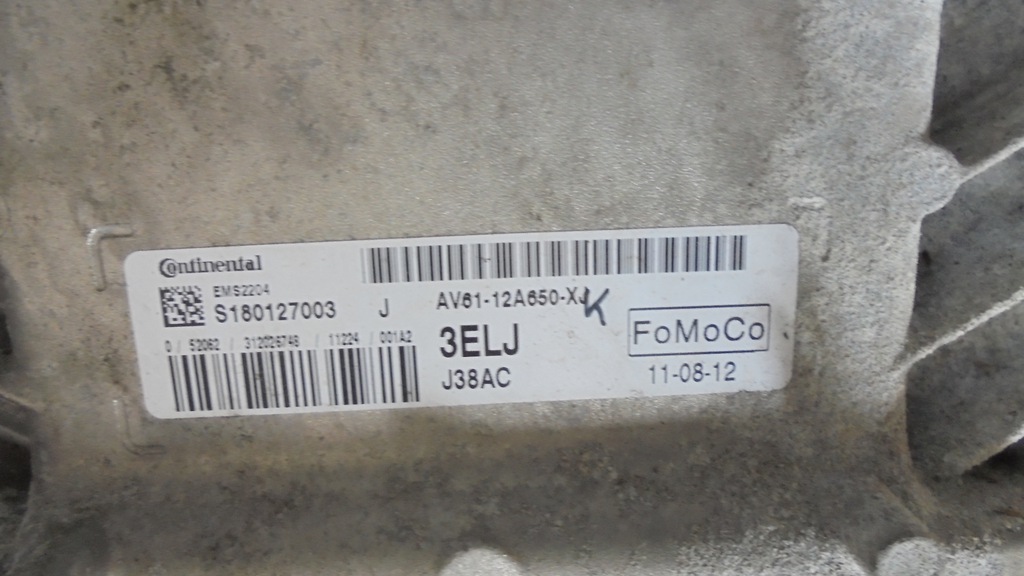 Continental
EMS2204
S180127003 J AV61-12A650-XJ K
0 / 52062 / 312026748 / 11224 / 001A2
3ELJ
FoMoCo
J38AC
11-08-12